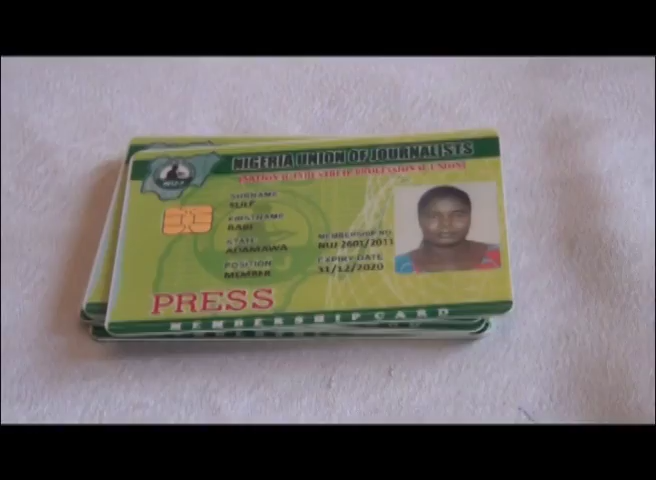 NIGERIA UNION OF JOURNALISTS
SURNAME
FIRSTNAME
STATE
ADAMAWA
POSITION
MEMBER
MEMBERSHIP NO.
NUJ 2601/2011
EXPIRY DATE
31/12/2020
PRESS
MEMBERSHIP CARD